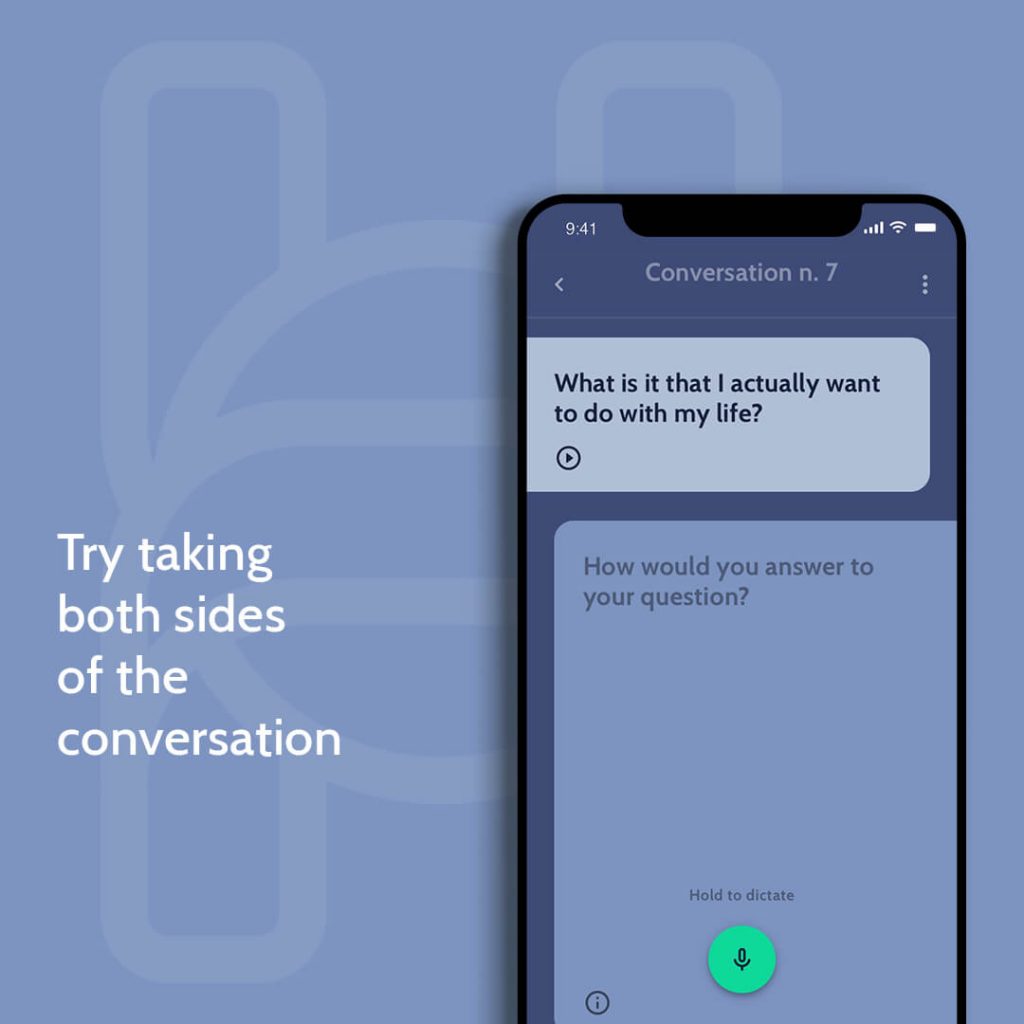 Try taking
both sides
of the
conversation
9:41
Conversation n. 7
What is it that I actually want
to do with my life?
How would you answer to
your question?
Hold to dictate